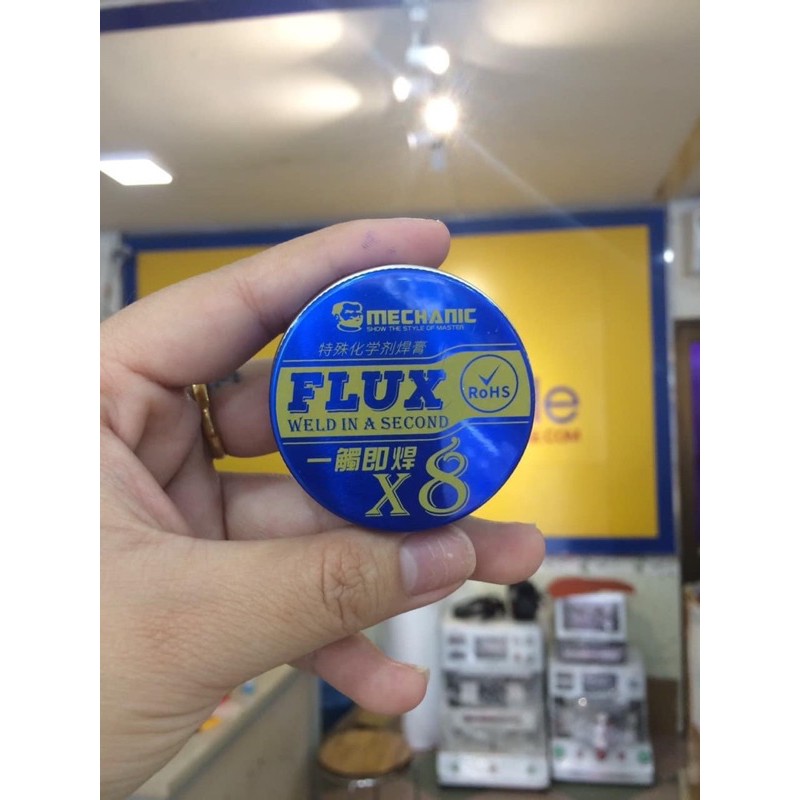 MECHANIC
SHOW THE STYLE OF MASTER
特殊化学剂焊膏
FLUX
RoHS
WELD IN A SECOND
一觸即焊
X8